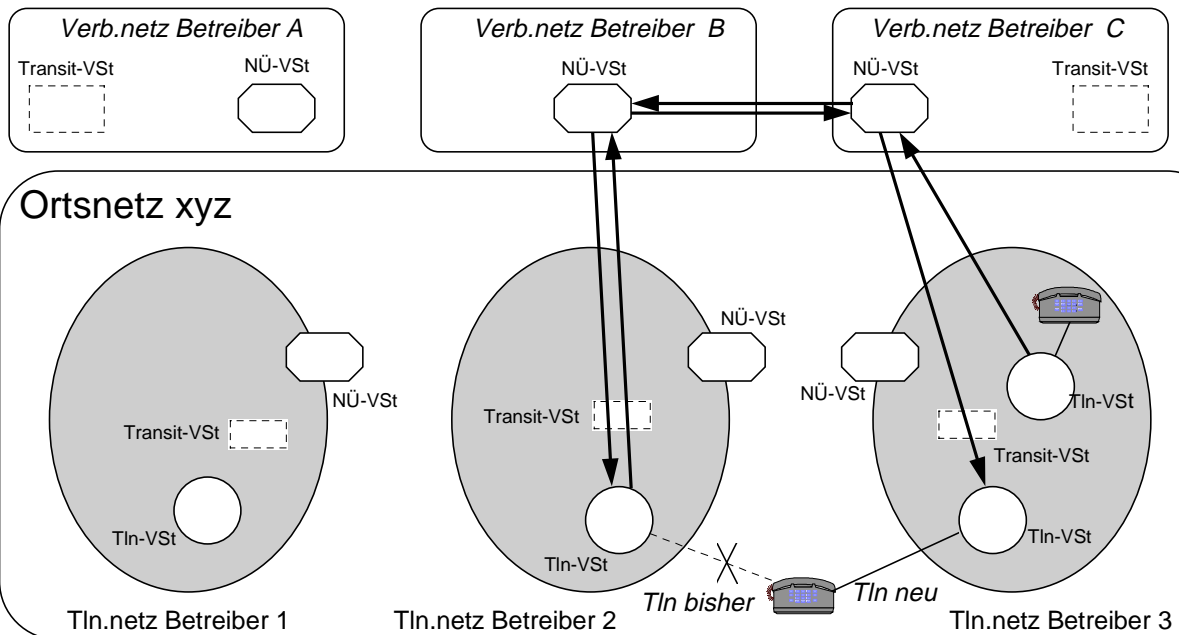 Verb.netz Betreiber A
Transit-VSt
NÜ-VSt
Verb.netz Betreiber B
NÜ-VSt
Verb.netz Betreiber C
NÜ-VSt
Transit-VSt
Ortsnetz xyz
NÜ-VSt
Transit-VSt
Tln-VSt
Tln.netz Betreiber 1
NÜ-VSt
Transit-VSt
Tln-VSt
Tln.netz Betreiber 2
Tln bisher
Tln neu
NÜ-VSt
Tln-VSt
Transit-VSt
Tln-VSt
Tln.netz Betreiber 3